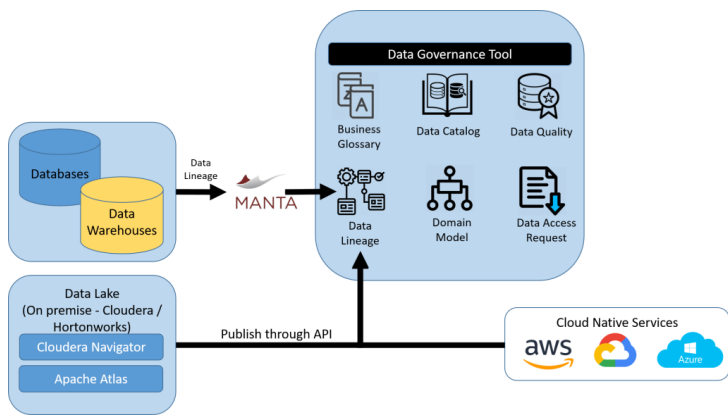 Data Governance Tool
Business
Glossary
Data Catalog
Data Quality
Data
Lineage
Domain
Model
Data Access
Request
Databases
Data
Warehouses
Data
Lineage
MANTA
Data Lake
(On premise - Cloudera /
Hortonworks)
Cloudera Navigator
Apache Atlas
Publish through API
Cloud Native Services
aws
Azure